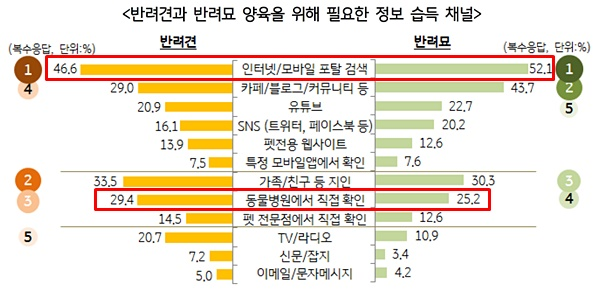 <반려견과 반려묘 양육을 위해 필요한 정보 습득 채널>
(복수응답, 단위:%) 반려견 반려묘 (복수응답, 단위:%)
1 46.6 인터넷/모바일 포탈 검색 52.1 1
4 29.0 카페/블로그/커뮤니티 등 43.7 2
20.9 유튜브 22.7 5
16.1 SNS (트위터, 페이스북 등) 20.2
13.9 펫전용 웹사이트 12.6
7.5 특정 모바일앱에서 확인 7.6
2 33.5 가족/친구 등 지인 30.3 3
3 29.4 동물병원에서 직접 확인 25.2 4
14.5 펫 전문점에서 직접 확인 12.6
5 20.7 TV/라디오 10.9
7.2 신문/잡지 3.4
5.0 이메일/문자메시지 4.2